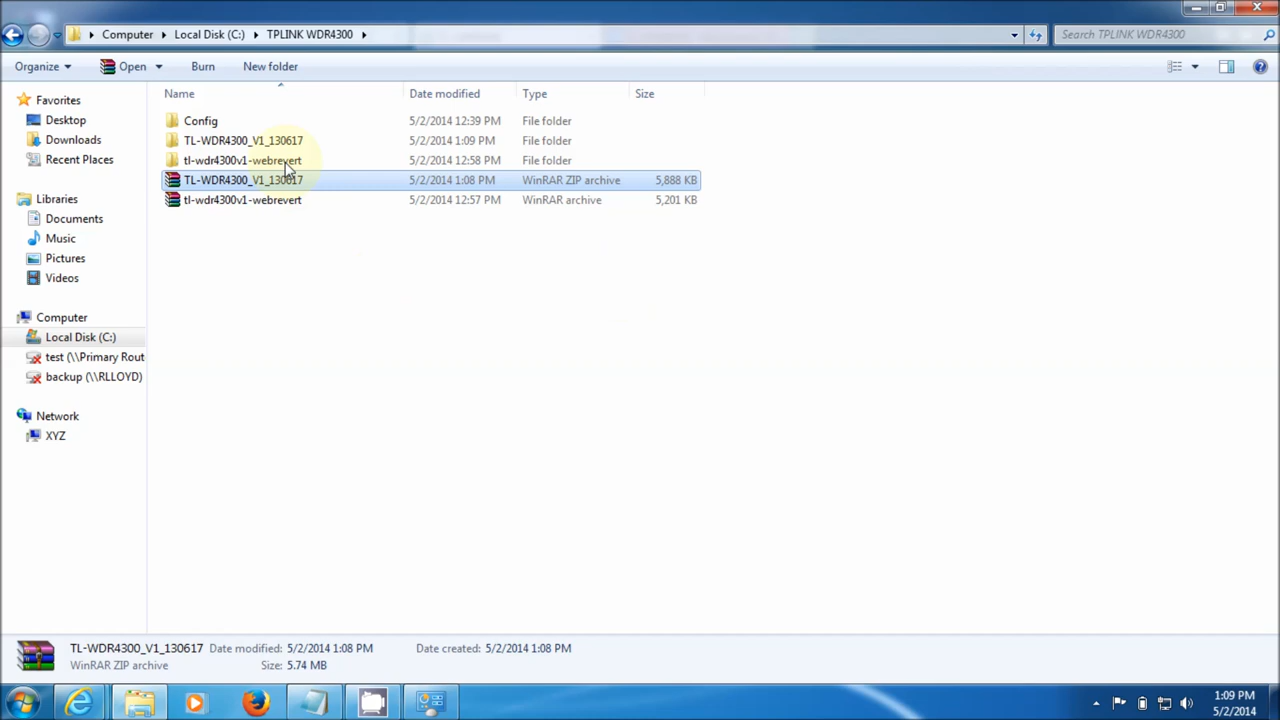 Computer Local Disk (C:) TPLINK WDR4300 Search TPLINK WDR4300
Organize Open Burn New folder
Name Date modified Type Size
Favorites
Desktop
Downloads
Recent Places
Libraries
Documents
Music
Pictures
Videos
Computer
Local Disk (C:)
test (\\Primary Rout
backup (\\RLLOYD)
Network
XYZ
Config 5/2/2014 12:39 PM File folder
TL-WDR4300_V1_130617 5/2/2014 1:09 PM File folder
tl-wdr4300v1-webrevert 5/2/2014 12:58 PM File folder
TL-WDR4300_V1_130617 5/2/2014 1:08 PM WinRAR ZIP archive 5,888 KB
tl-wdr4300v1-webrevert 5/2/2014 12:57 PM WinRAR archive 5,201 KB
TL-WDR4300_V1_130617 Date modified: 5/2/2014 1:08 PM Date created: 5/2/2014 1:08 PM
WinRAR ZIP archive Size: 5.74 MB
1:09 PM
5/2/2014